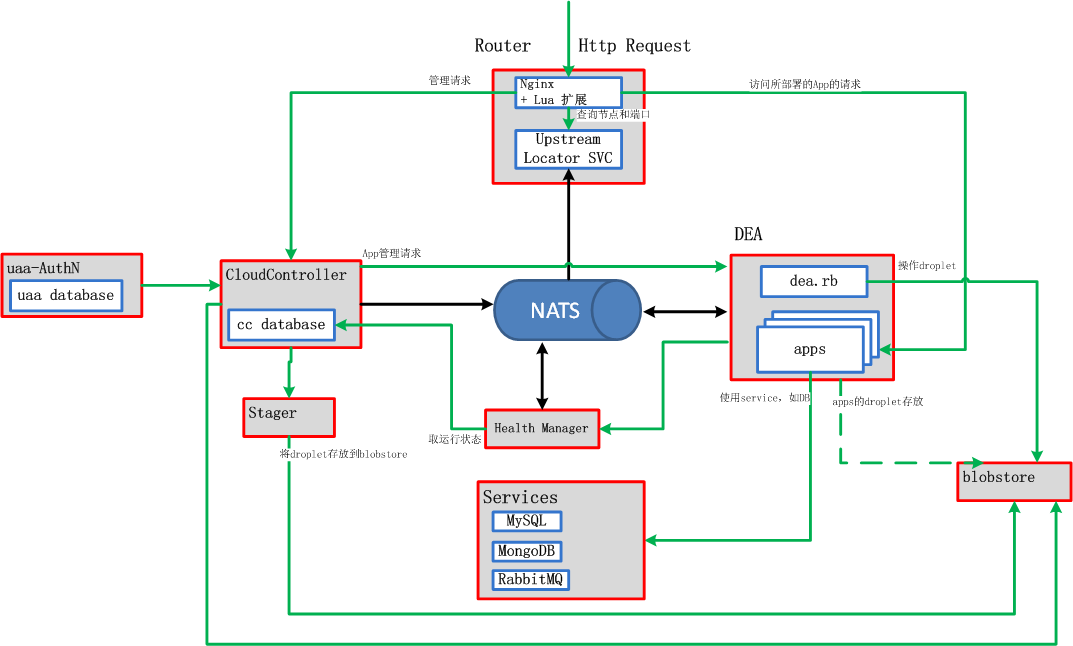 Router
Http Request
管理请求
Nginx
+ Lua 扩展
访问所部署的App的请求
查询节点和端口
Upstream
Locator SVC
DEA
uaa-AuthN
uaa database
CloudController
App管理请求
cc database
NATS
dea.rb
操作droplet
apps
使用service，如DB
apps的droplet存放
Stager
Health Manager
取运行状态
将droplet存放到blobstore
blobstore
Services
MySQL
MongoDB
RabbitMQ